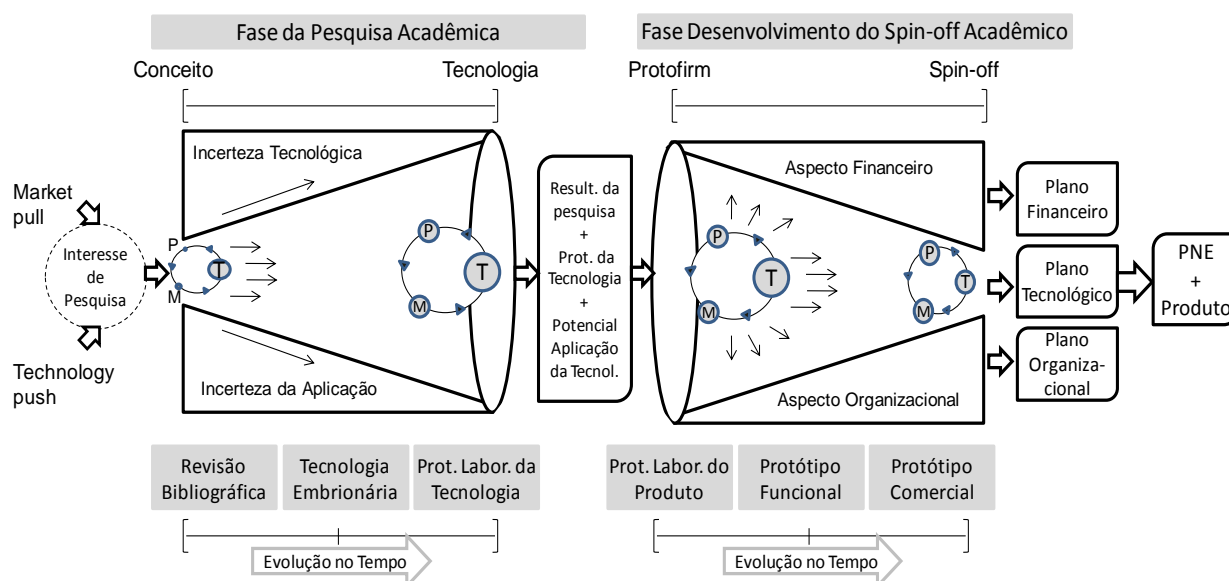 Fase da Pesquisa Acadêmica
Fase Desenvolvimento do Spin-off Acadêmico
Conceito
Tecnologia
Protofirm
Spin-off
Incerteza Tecnológica
Incerteza da Aplicação
Market
pull
Interesse
de
Pesquisa
Technology
push
P
T
M
P
T
M
Result. da
pesquisa
+
Prot. da
Tecnologia
+
Potencial
Aplicação
da Tecnol.
Aspecto Financeiro
Aspecto Organizacional
P
T
M
P
T
M
Plano
Financeiro
Plano
Tecnológico
Plano
Organiza-
cional
PNE
+
Produto
Revisão
Bibliográfica
Tecnologia
Embrionária
Prot. Labor. da
Tecnologia
Prot. Labor. do
Produto
Protótipo
Funcional
Protótipo
Comercial
Evolução no Tempo
Evolução no Tempo